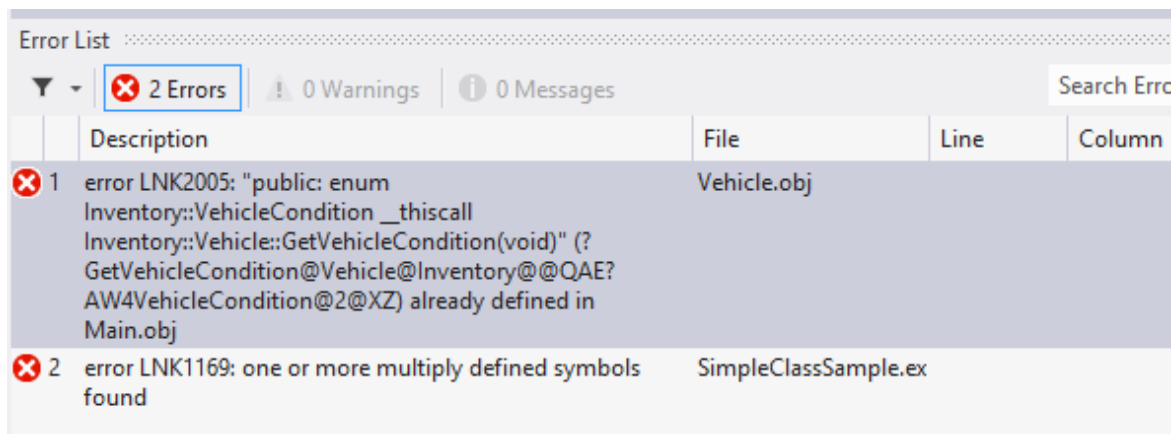 Error List
2 Errors 0 Warnings 0 Messages Search Erro
Description File Line Column
1 error LNK2005: "public: enum Vehicle.obj
Inventory::VehicleCondition __thiscall
Inventory::Vehicle::GetVehicleCondition(void)" (?
GetVehicleCondition@Vehicle@Inventory@@QAE?
AW4VehicleCondition@2@XZ) already defined in
Main.obj
2 error LNK1169: one or more multiply defined symbols SimpleClassSample.ex
found